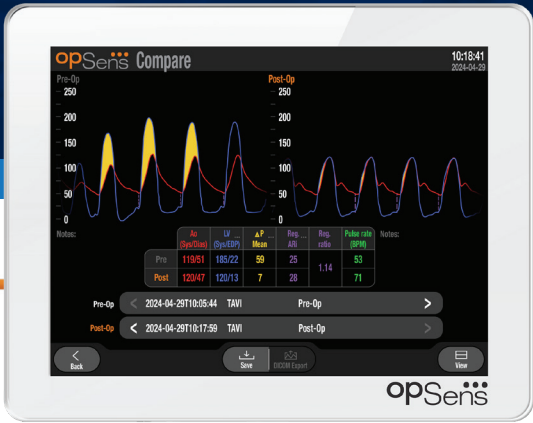 opSens Compare
10:18:41
2024-04-29
Pre-Op
Post-Op
250
200
150
100
50
0
250
200
150
100
50
0
Notes:
Notes:
Ao (Sys/Dias) LV ... (Sys/EDP) ΔP ... Mean Reg. ... ARi Reg. ratio Pulse rate (BPM)
Pre 119/51 185/22 59 25 1.14 53
Post 120/47 120/13 7 28 71
Pre-Op < 2024-04-29T10:05:44 TAVI Pre-Op >
Post-Op < 2024-04-29T10:17:59 TAVI Post-Op >
Back
Save
DICOM Export
View
opSens